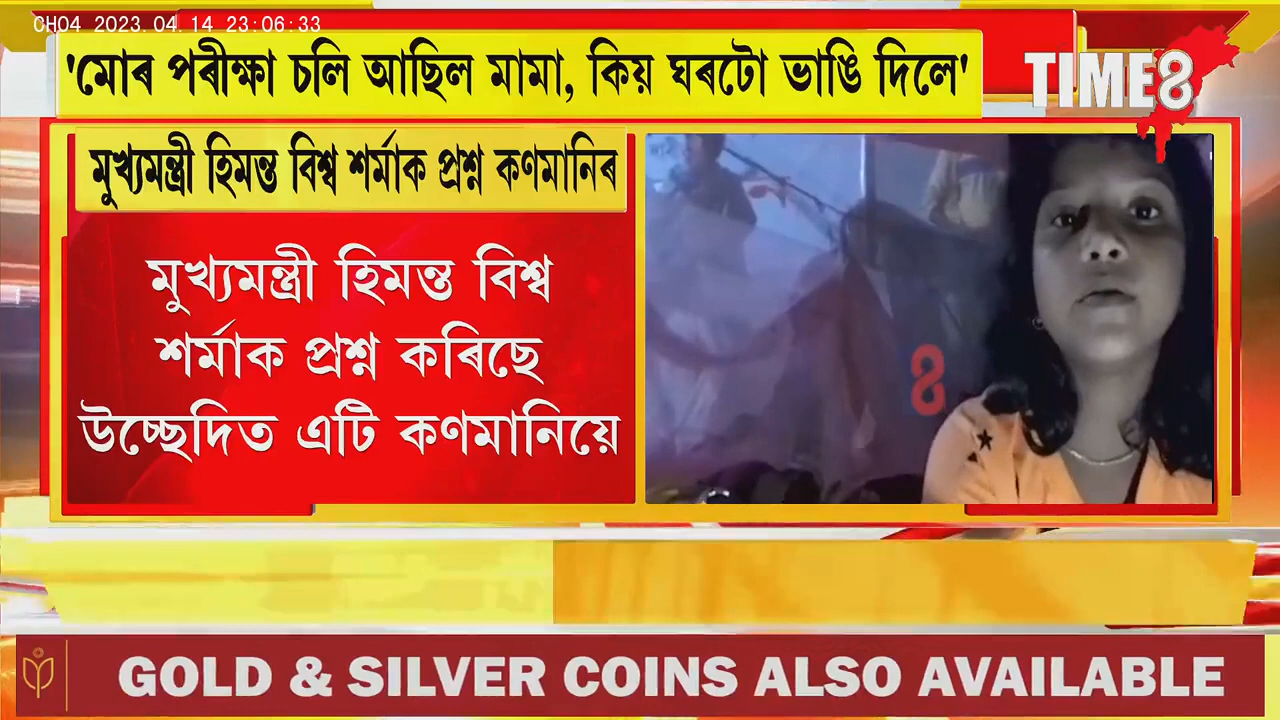 CH04 2023.04.14 23:06:33
'মোৰ পৰীক্ষা চলি আছিল মামা, কিয় ঘৰটো ভাঙি দিলে'
TIME8
মুখ্যমন্ত্ৰী হিমন্ত বিশ্ব শৰ্মাক প্ৰশ্ন কণমানিৰ
মুখ্যমন্ত্ৰী হিমন্ত বিশ্ব
শৰ্মাক প্ৰশ্ন কৰিছে
উচ্ছেদিত এটি কণমানিয়ে
8
GOLD & SILVER COINS ALSO AVAILABLE